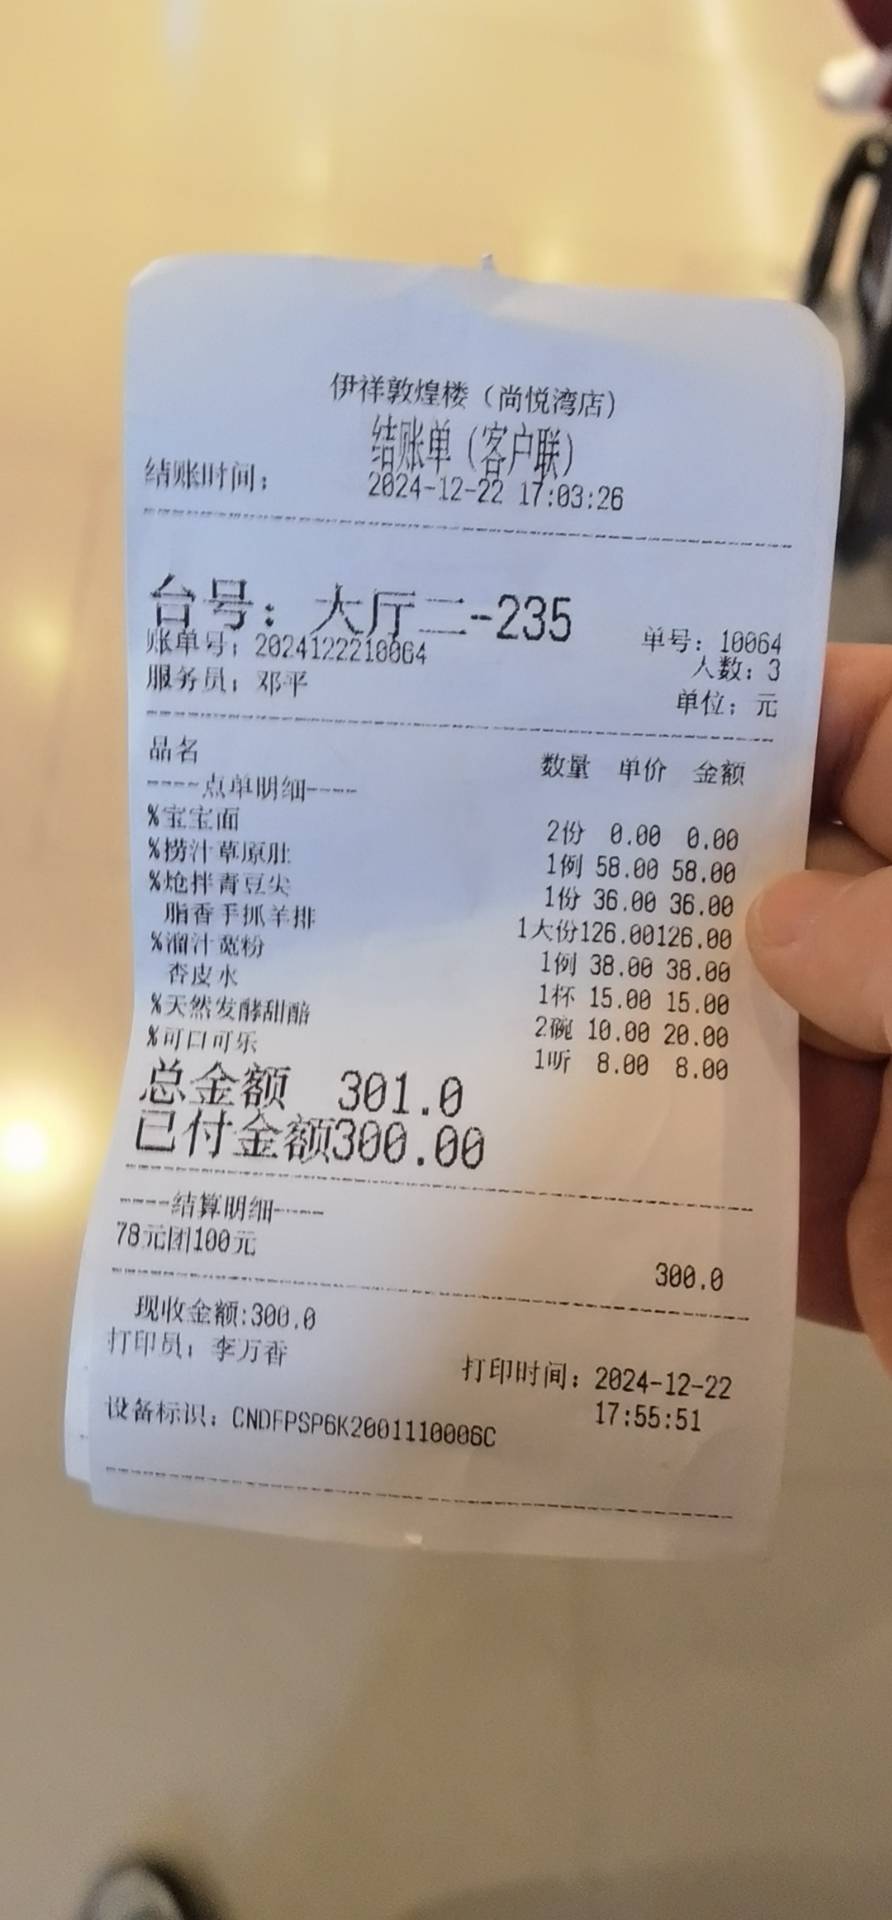 伊祥敦煌楼（尚悦湾店）
结账单（客户联）
结账时间： 2024-12-22 17:03:26
台号： 大厅二-235
单号：10064
账单号：2024122210064
人数：3
服务员：邓平
单位：元
品名 数量 单价 金额
----点单明细----
%宝宝面 2份 0.00 0.00
%捞汁草原肚 1例 58.00 58.00
%炝拌青豆尖 1份 36.00 36.00
脂香手抓羊排 1大份126.00126.00
%溜汁宽粉 1例 38.00 38.00
杏皮水 1杯 15.00 15.00
%天然发酵甜醅 2碗 10.00 20.00
%可口可乐 1听 8.00 8.00
总金额 301.0
已付金额300.00
----结算明细----
78元团100元 300.0
现收金额:300.0
打印员：李万香
打印时间：2024-12-22
17:55:51
设备标识：CNDFPSP6K2001110006C